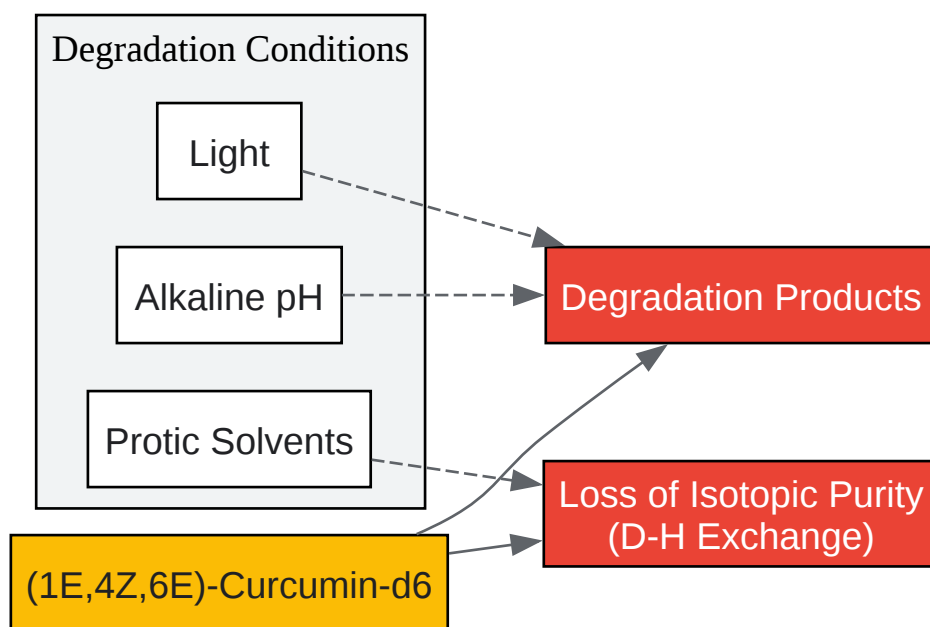 Degradation Conditions
Light
Alkaline pH
Protic Solvents
(1E,4Z,6E)-Curcumin-d6
Degradation Products
Loss of Isotopic Purity
(D-H Exchange)